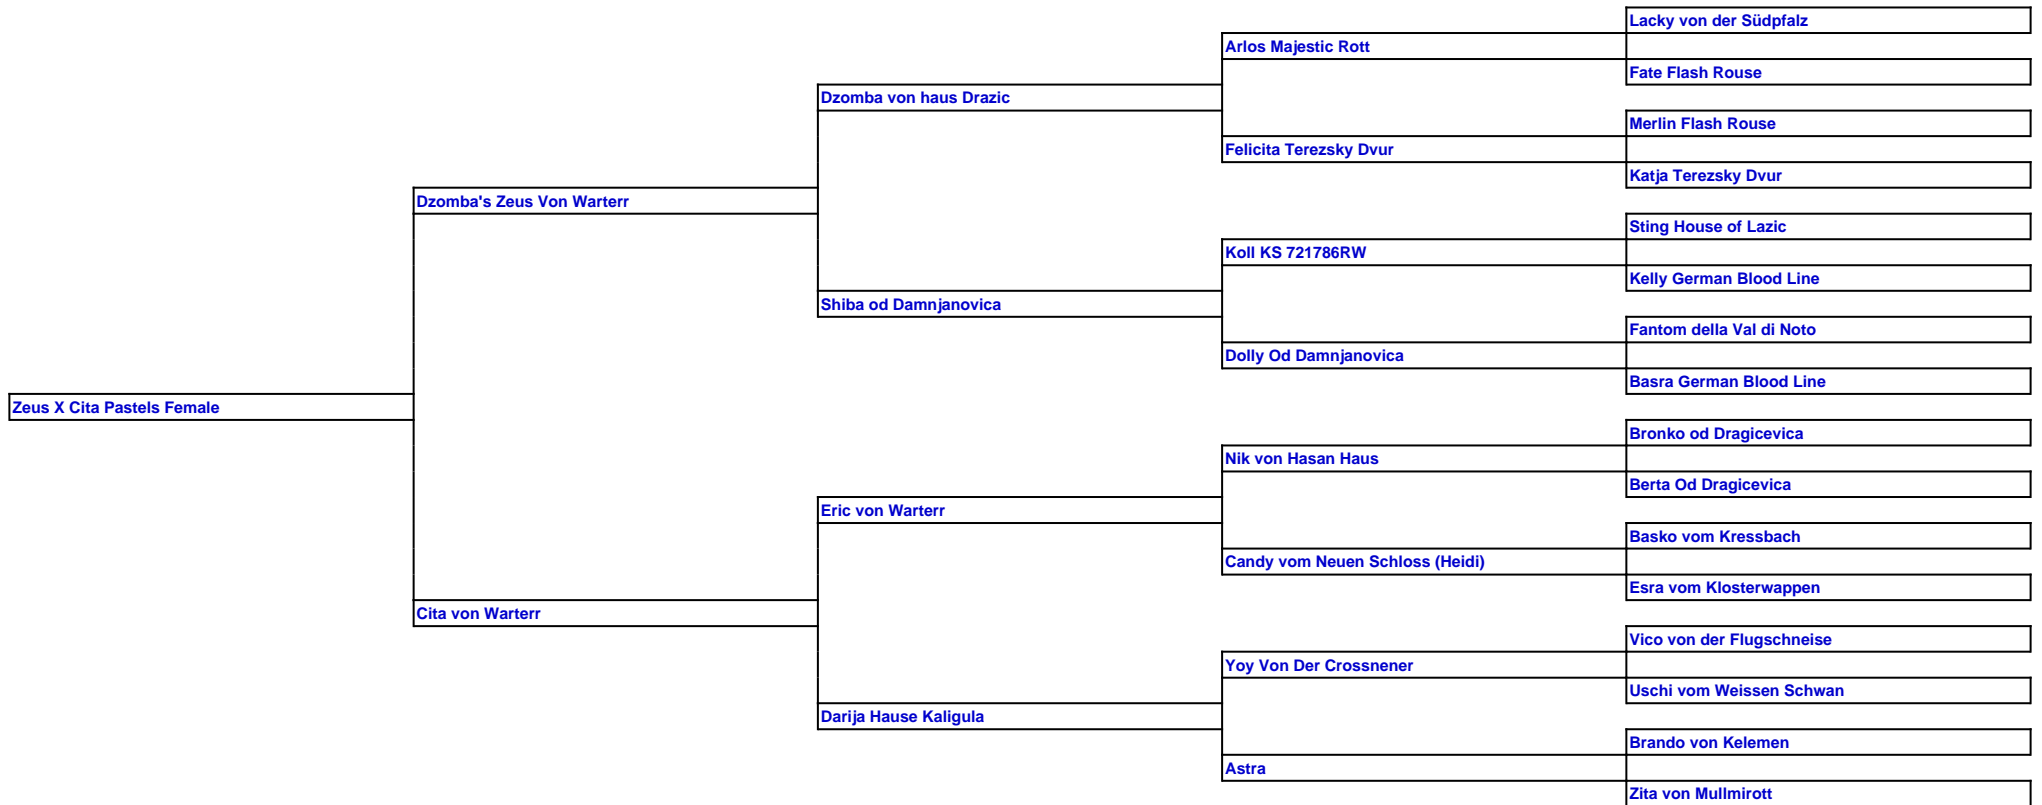 Lacky von der Südpfalz
Arlos Majestic Rott
Fate Flash Rouse
Dzomba von haus Drazic
Merlin Flash Rouse
Felicita Terezsky Dvur
Katja Terezsky Dvur
Dzomba's Zeus Von Warterr
Sting House of Lazic
Koll KS 721786RW
Kelly German Blood Line
Shiba od Damnjanovica
Fantom della Val di Noto
Dolly Od Damnjanovica
Basra German Blood Line
Zeus X Cita Pastels Female
Bronko od Dragicevica
Nik von Hasan Haus
Berta Od Dragicevica
Eric von Warterr
Basko vom Kressbach
Candy vom Neuen Schloss (Heidi)
Esra vom Klosterwappen
Cita von Warterr
Vico von der Flugschneise
Yoy Von Der Crossnener
Uschi vom Weissen Schwan
Darija Hause Kaligula
Brando von Kelemen
Astra
Zita von Mullmirott